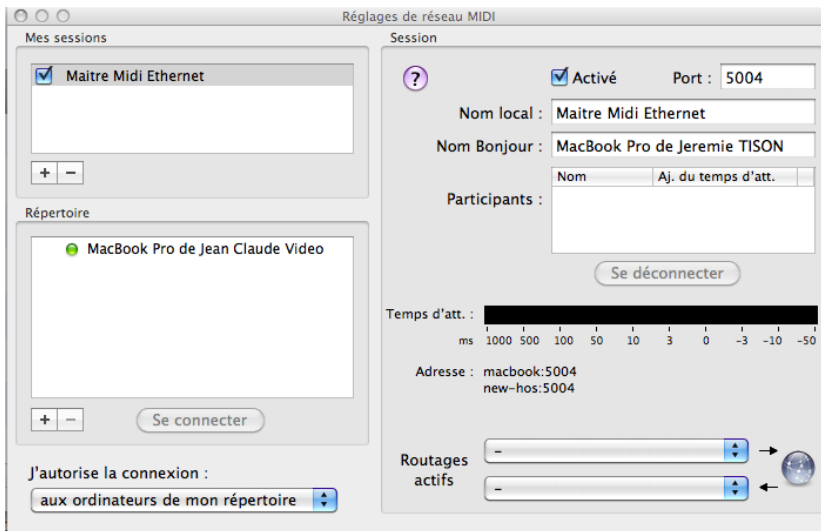 Réglages de réseau MIDI
Mes sessions
Maitre Midi Ethernet
+ −
Répertoire
MacBook Pro de Jean Claude Video
+ −
Se connecter
J'autorise la connexion :
aux ordinateurs de mon répertoire
Session
?
Activé
Port : 5004
Nom local : Maitre Midi Ethernet
Nom Bonjour : MacBook Pro de Jeremie TISON
Nom Aj. du temps d'att.
Participants :
Se déconnecter
Temps d'att. :
ms 1000 500 100 50 10 3 0 -3 -10 -50
Adresse : macbook:5004
new-hos:5004
Routages actifs
–
–